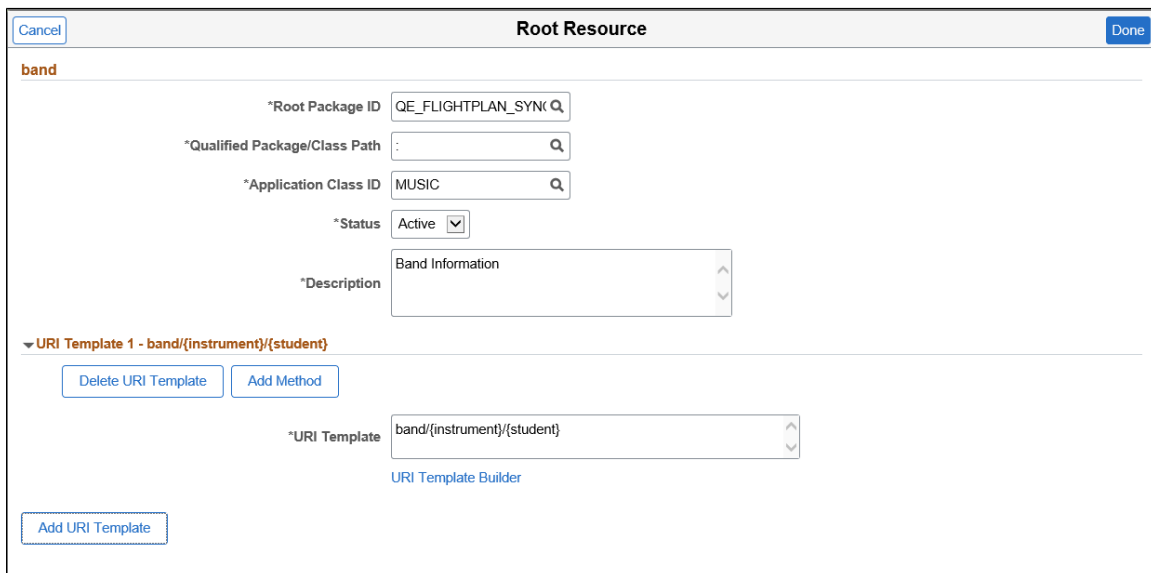 Cancel
Root Resource
Done
band
*Root Package ID QE_FLIGHTPLAN_SYN(
*Qualified Package/Class Path :
*Application Class ID MUSIC
*Status Active
*Description Band Information
URI Template 1 - band/{instrument}/{student}
Delete URI Template Add Method
*URI Template band/{instrument}/{student}
URI Template Builder
Add URI Template